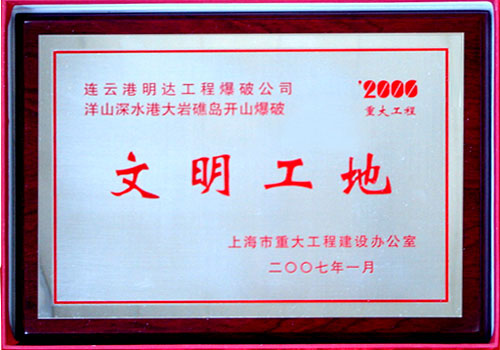 连云港明达工程爆破公司
洋山深水港大岩礁岛开山爆破
'2006
重大工程
文明工地
上海市重大工程建设办公室
二〇〇七年一月